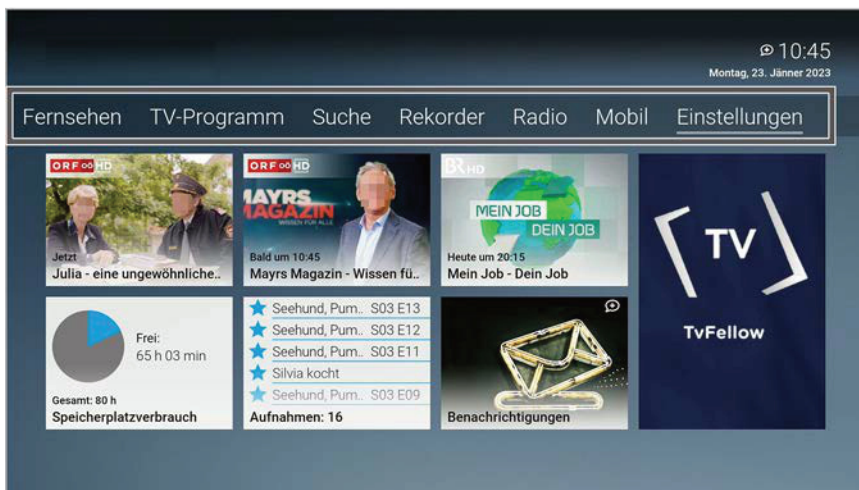 10:45
Montag, 23. Jänner 2023
Fernsehen TV-Programm Suche Rekorder Radio Mobil Einstellungen
ORF oö HD
Jetzt
Julia - eine ungewöhnliche..
ORF oö HD
MAYRS
MAGAZIN
WISSEN FÜR ALLE
Bald um 10:45
Mayrs Magazin - Wissen fü..
BR HD
MEIN JOB
DEIN JOB
Heute um 20:15
Mein Job - Dein Job
TV
TvFellow
Frei:
65 h 03 min
Gesamt: 80 h
Speicherplatzverbrauch
Seehund, Pum.. S03 E13
Seehund, Pum.. S03 E12
Seehund, Pum.. S03 E11
Silvia kocht
Seehund, Pum.. S03 E09
Aufnahmen: 16
Benachrichtigungen